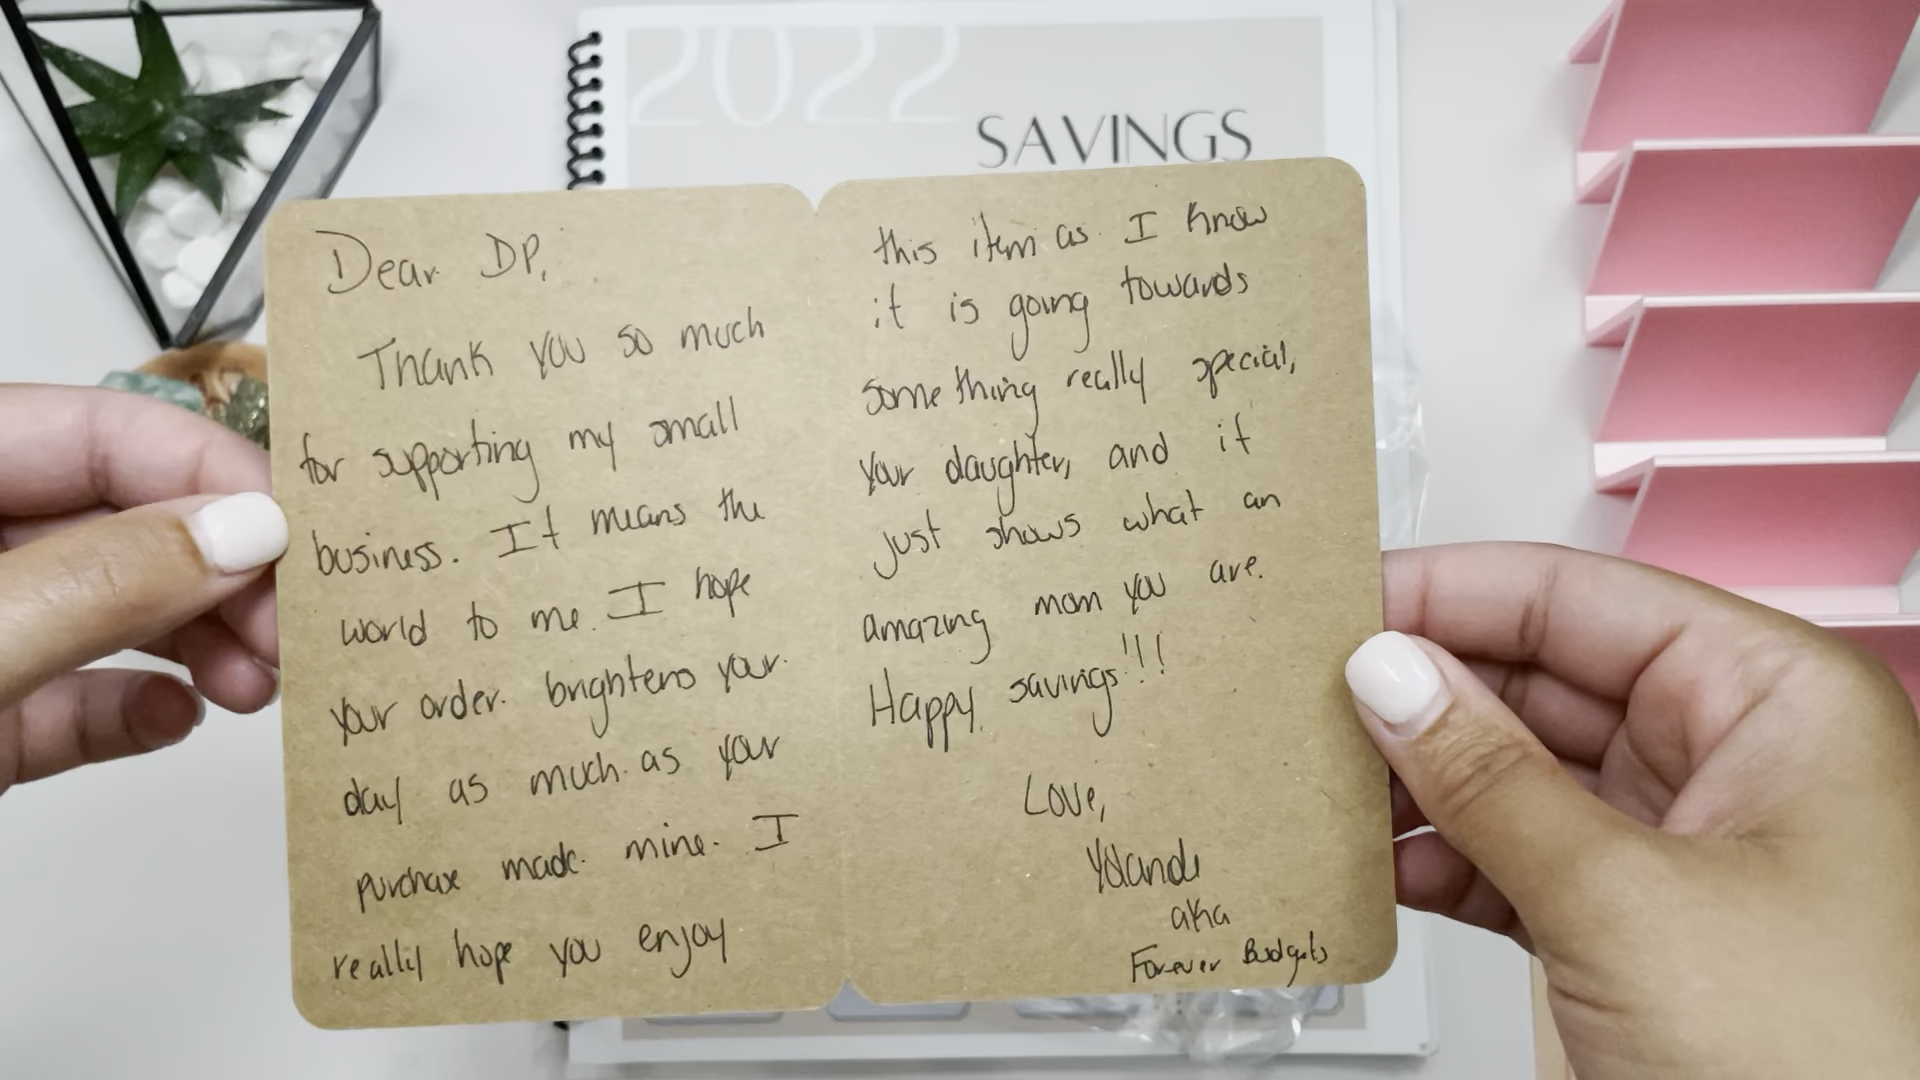 2022
SAVINGS
Dear DP,
Thank you so much
for supporting my small
business. It means the
world to me. I hope
your order brightens your
day as much as your
purchase made mine. I
really hope you enjoy
this item as I know
it is going towards
something really special,
your daughter, and it
just shows what an
amazing mom you are.
Happy savings!!!
Love,
Yolande
aka
Forever Budgets